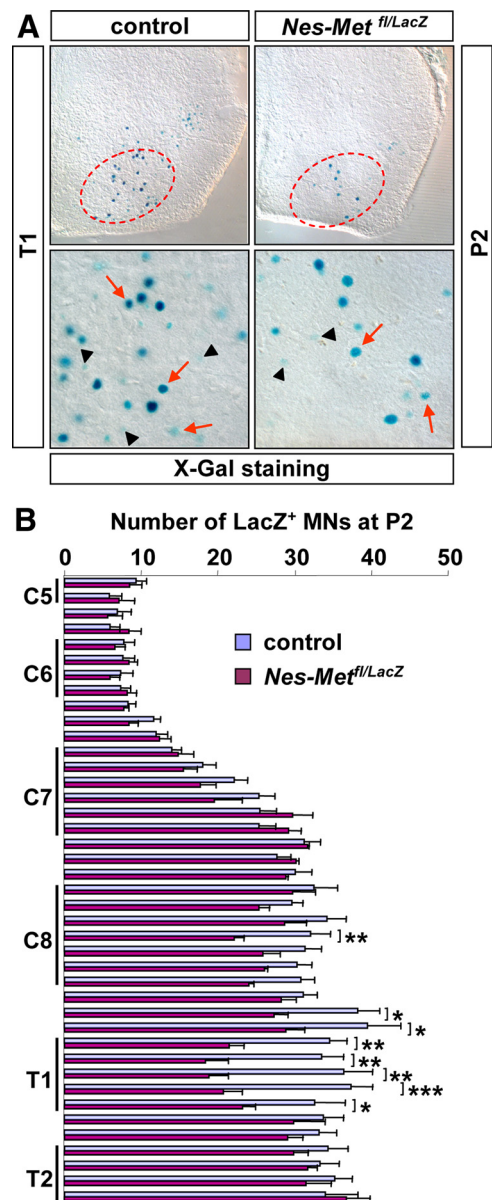 A
control
Nes-Met fl/LacZ
T1
P2
X-Gal staining
B
Number of LacZ+ MNs at P2
0 10 20 30 40 50
C5
control
C6
Nes-Metfl/LacZ
C7
C8
**
*
*
**
**
T1
**
***
*
T2